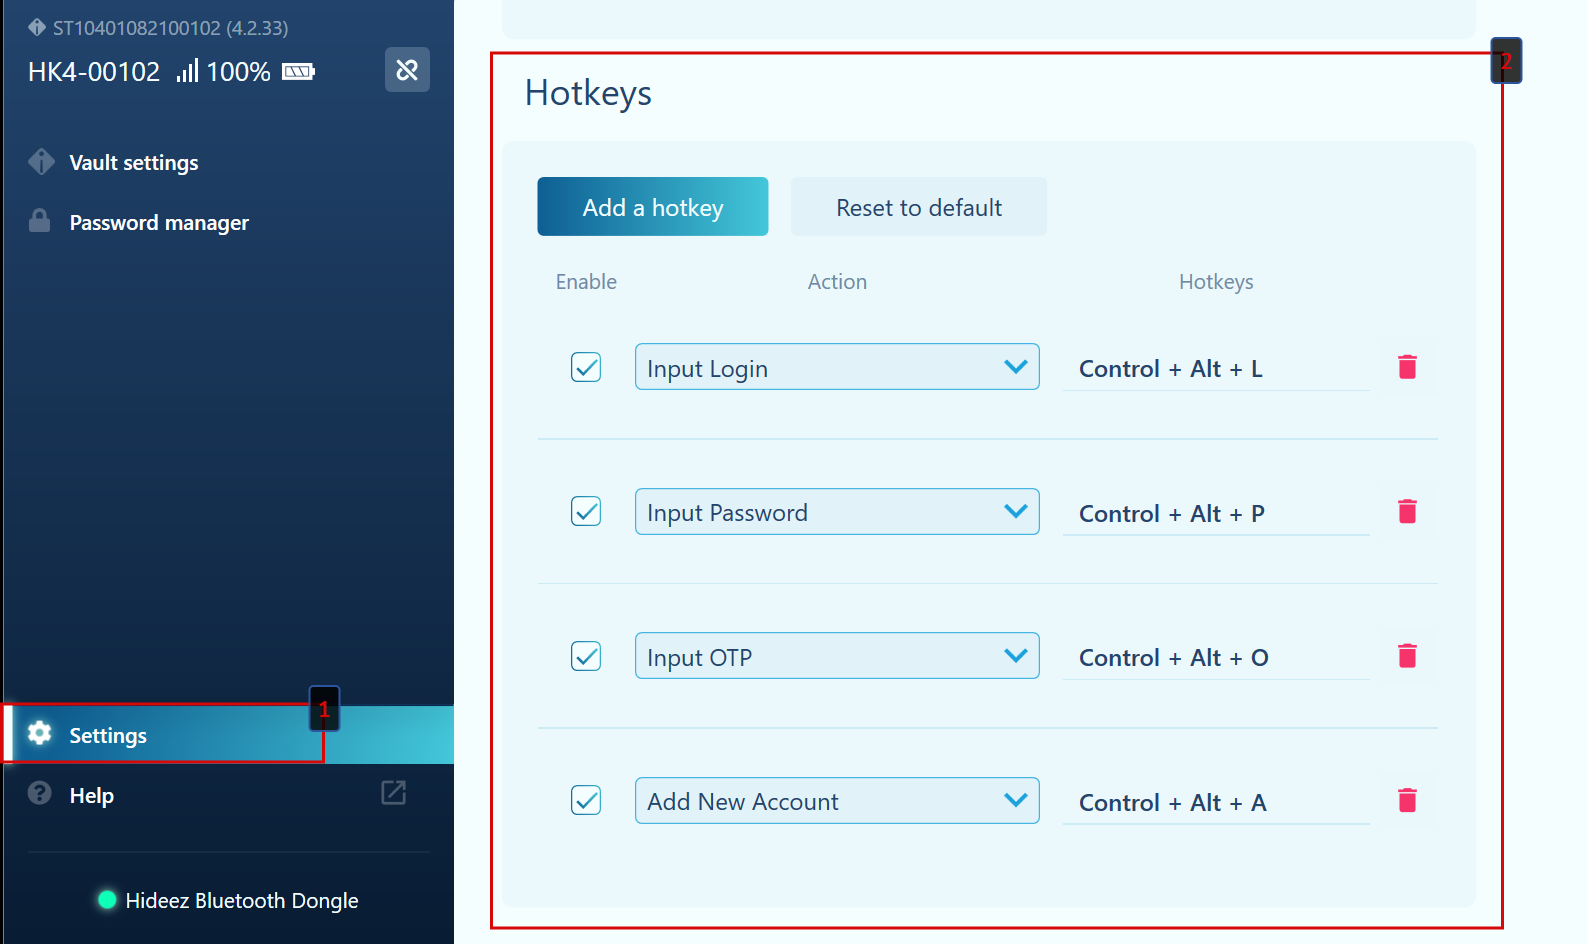 ST10401082100102 (4.2.33)
HK4-00102 100%
Vault settings
Password manager
1
Settings
Help
Hideez Bluetooth Dongle
2
Hotkeys
Add a hotkey Reset to default
Enable Action Hotkeys
Input Login Control + Alt + L
Input Password Control + Alt + P
Input OTP Control + Alt + O
Add New Account Control + Alt + A